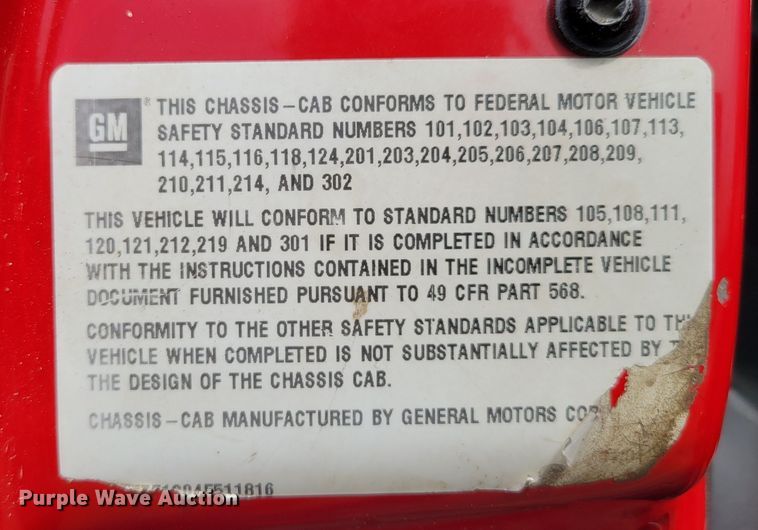 GM
® THIS CHASSIS-CAB CONFORMS TO FEDERAL MOTOR VEHICLE
SAFETY STANDARD NUMBERS 101,102,103,104,106,107,113,
114,115,116,118,124,201,203,204,205,206,207,208,209,
210,211,214, AND 302
THIS VEHICLE WILL CONFORM TO STANDARD NUMBERS 105,108,111,
120,121,212,219 AND 301 IF IT IS COMPLETED IN ACCORDANCE
WITH THE INSTRUCTIONS CONTAINED IN THE INCOMPLETE VEHICLE
DOCUMENT FURNISHED PURSUANT TO 49 CFR PART 568.
CONFORMITY TO THE OTHER SAFETY STANDARDS APPLICABLE TO
VEHICLE WHEN COMPLETED IS NOT SUBSTANTIALLY AFFECTED BY
THE DESIGN OF THE CHASSIS CAB.
CHASSIS-CAB MANUFACTURED BY GENERAL MOTORS
Purple Wave Auction